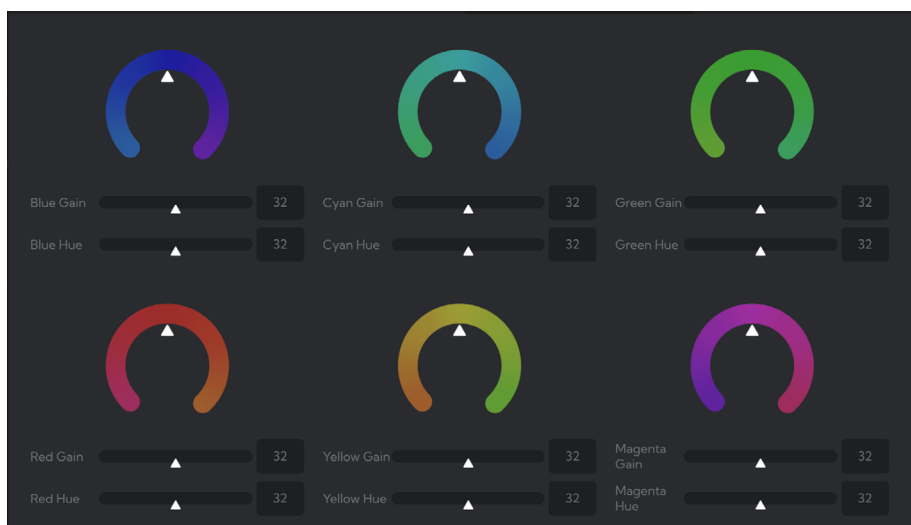 Blue Gain 32 Cyan Gain 32 Green Gain 32
Blue Hue 32 Cyan Hue 32 Green Hue 32
Red Gain 32 Yellow Gain 32 Magenta Gain 32
Red Hue 32 Yellow Hue 32 Magenta Hue 32